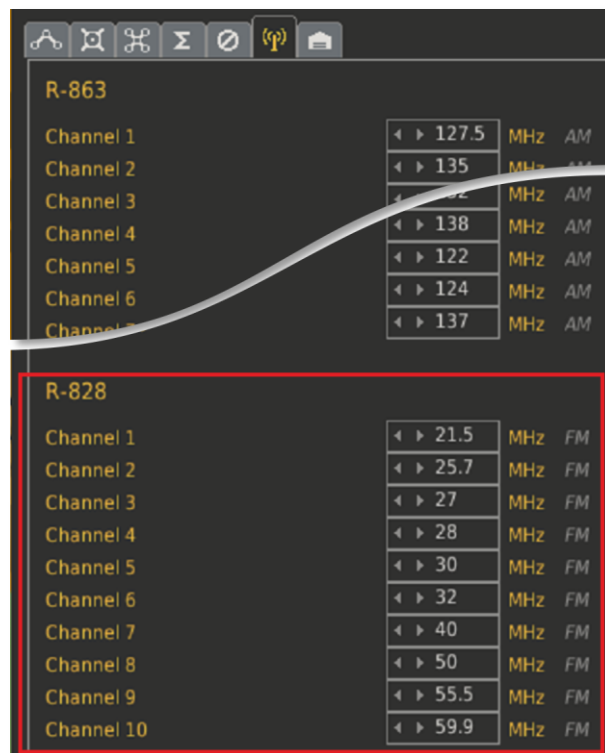 Σ
R-863
Channel 1 127.5 MHz AM
Channel 2 135 MHz AM
Channel 3 MHz AM
Channel 4 138 MHz AM
Channel 5 122 MHz AM
Channel 6 124 MHz AM
Channel 137 MHz AM
R-828
Channel 1 21.5 MHz FM
Channel 2 25.7 MHz FM
Channel 3 27 MHz FM
Channel 4 28 MHz FM
Channel 5 30 MHz FM
Channel 6 32 MHz FM
Channel 7 40 MHz FM
Channel 8 50 MHz FM
Channel 9 55.5 MHz FM
Channel 10 59.9 MHz FM